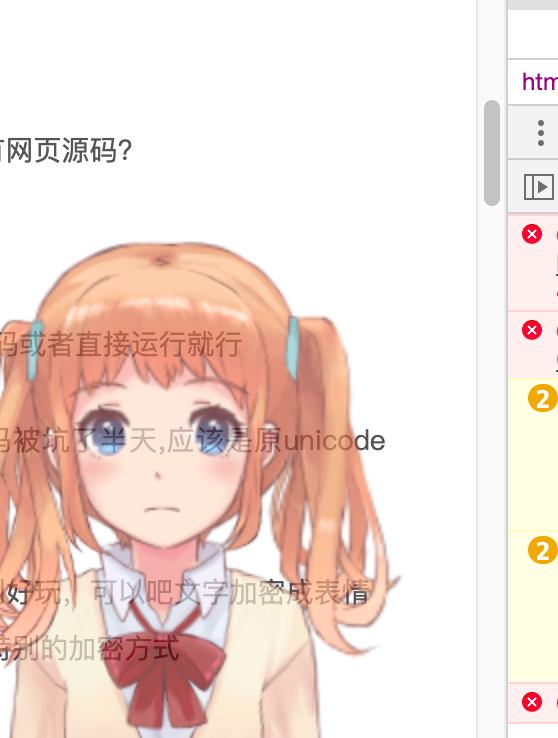 有网页源码?
码或者直接运行就行
码被坑了半天,应该是原unicode
别好玩，可以吧文字加密成表情
特别的加密方式
htm
2
2